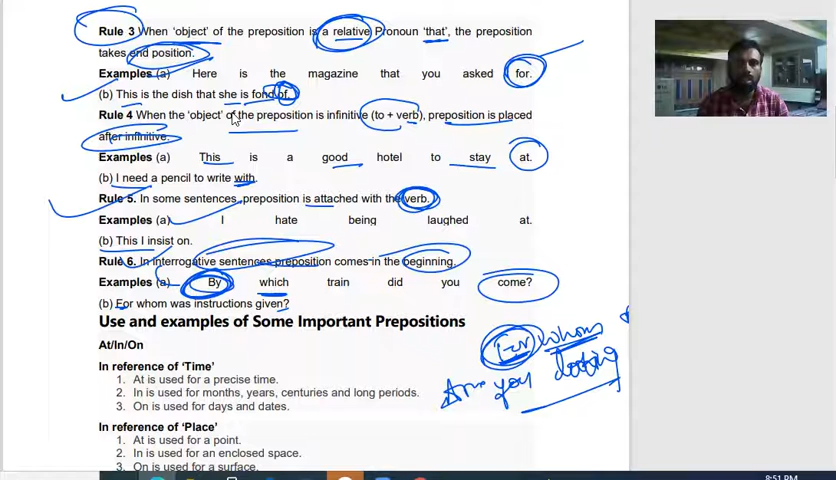 Rule 3 When 'object' of the preposition is a relative Pronoun 'that', the preposition
takes end position.
Examples (a) Here is the magazine that you asked for.
(b) This is the dish that she is fond of.
Rule 4 When the 'object' of the preposition is infinitive (to + verb), preposition is placed
after infinitive.
Examples (a) This is a good hotel to stay at.
(b) I need a pencil to write with.
Rule 5. In some sentences, preposition is attached with the verb.
Examples (a) I hate being laughed at.
(b) This I insist on.
Rule 6. In interrogative sentences preposition comes in the beginning.
Examples (a) By which train did you come?
(b) For whom was instructions given?
Use and examples of Some Important Prepositions
For whom
At/In/On
Are you
In reference of 'Time'
1. At is used for a precise time.
2. In is used for months, years, centuries and long periods.
3. On is used for days and dates.
In reference of 'Place'
1. At is used for a point.
2. In is used for an enclosed space.
3. On is used for a surface.
8:51 PM